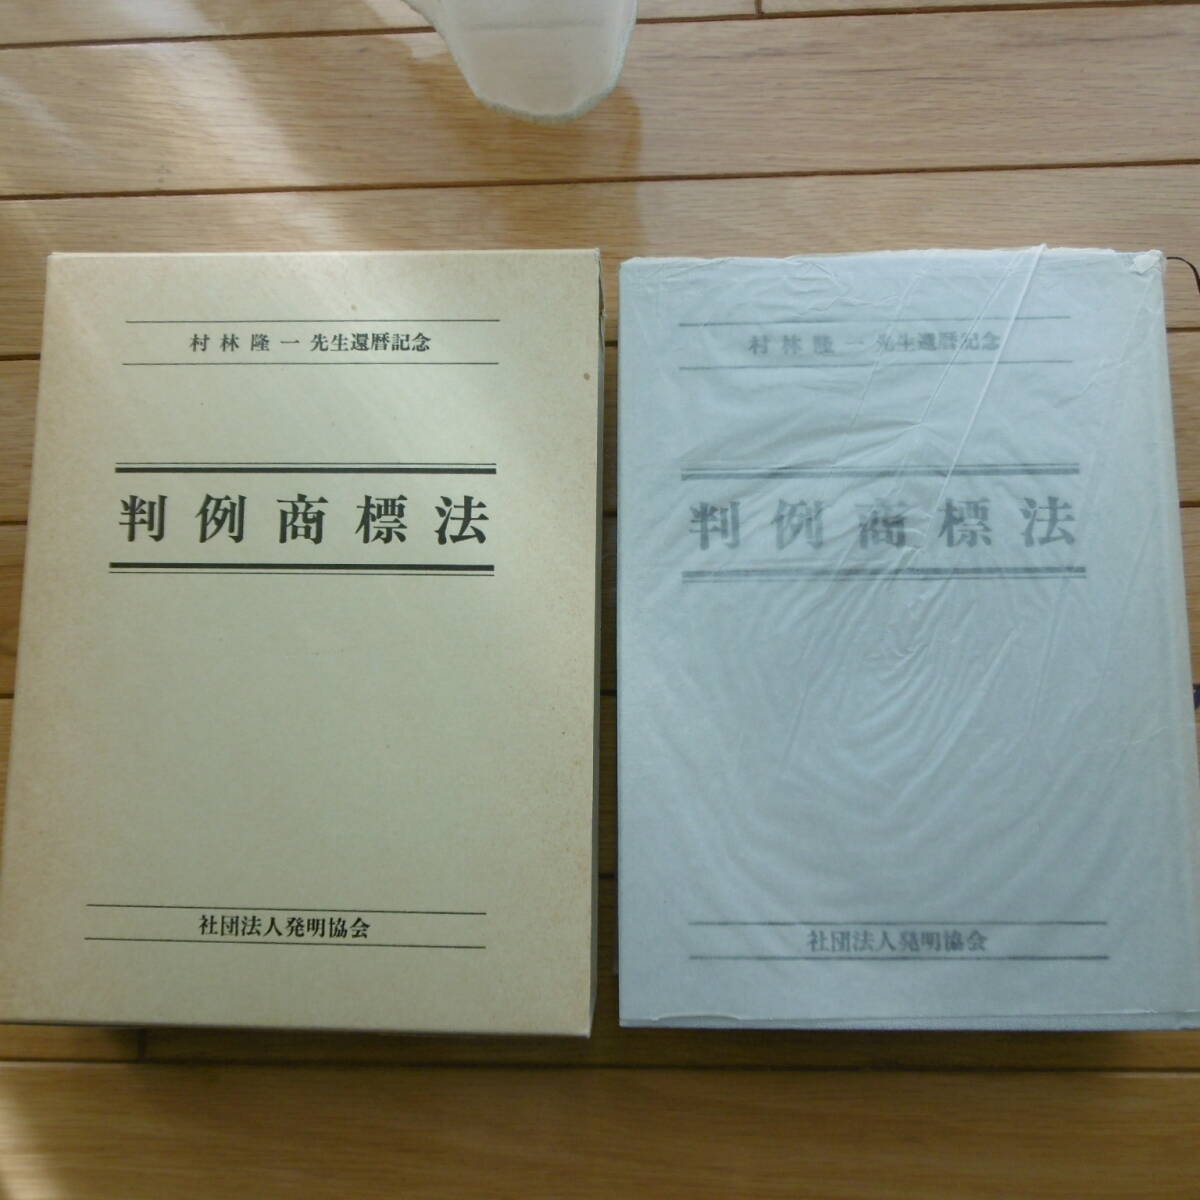 村林隆一先生還暦記念
判例商標法
社団法人発明協会
村林隆一先生還暦記念
判例商標法
社団法人発明協会